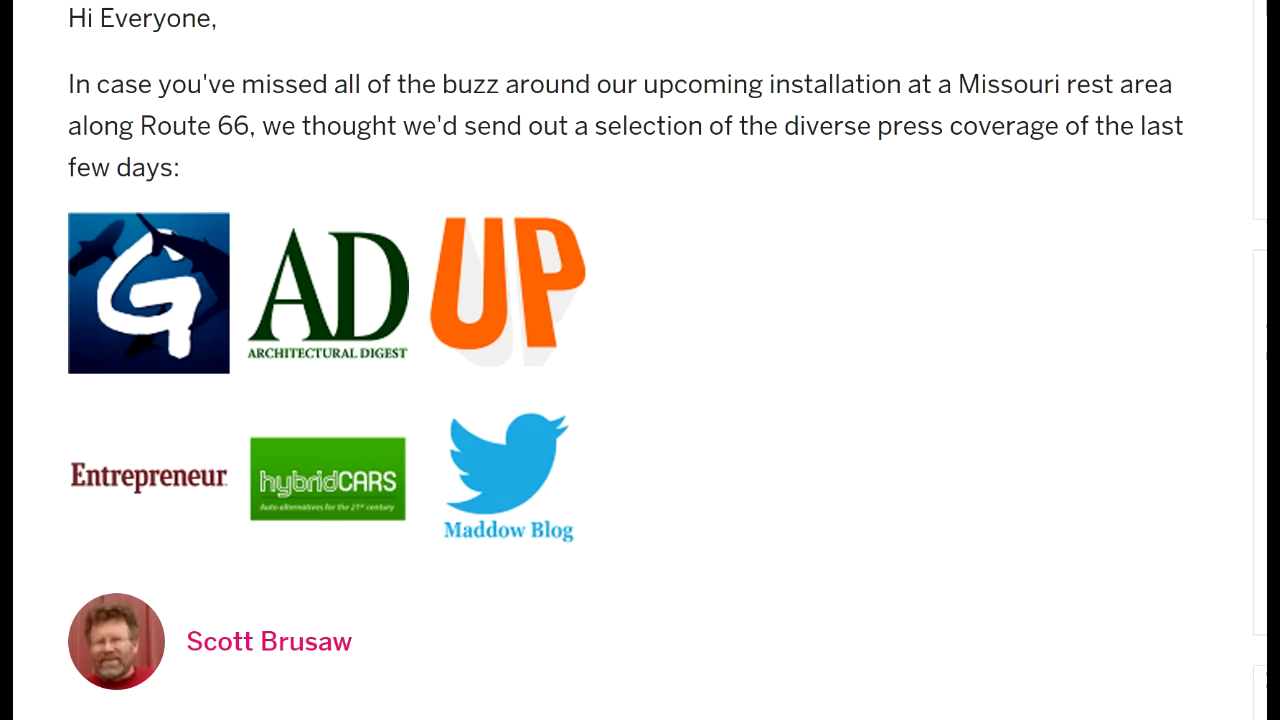 Hi Everyone,
In case you've missed all of the buzz around our upcoming installation at a Missouri rest area
along Route 66, we thought we'd send out a selection of the diverse press coverage of the last
few days:
G
AD
ARCHITECTURAL DIGEST
UP
Entrepreneur
hybridCARS
Auto alternatives for the 21st century
Maddow Blog
Scott Brusaw